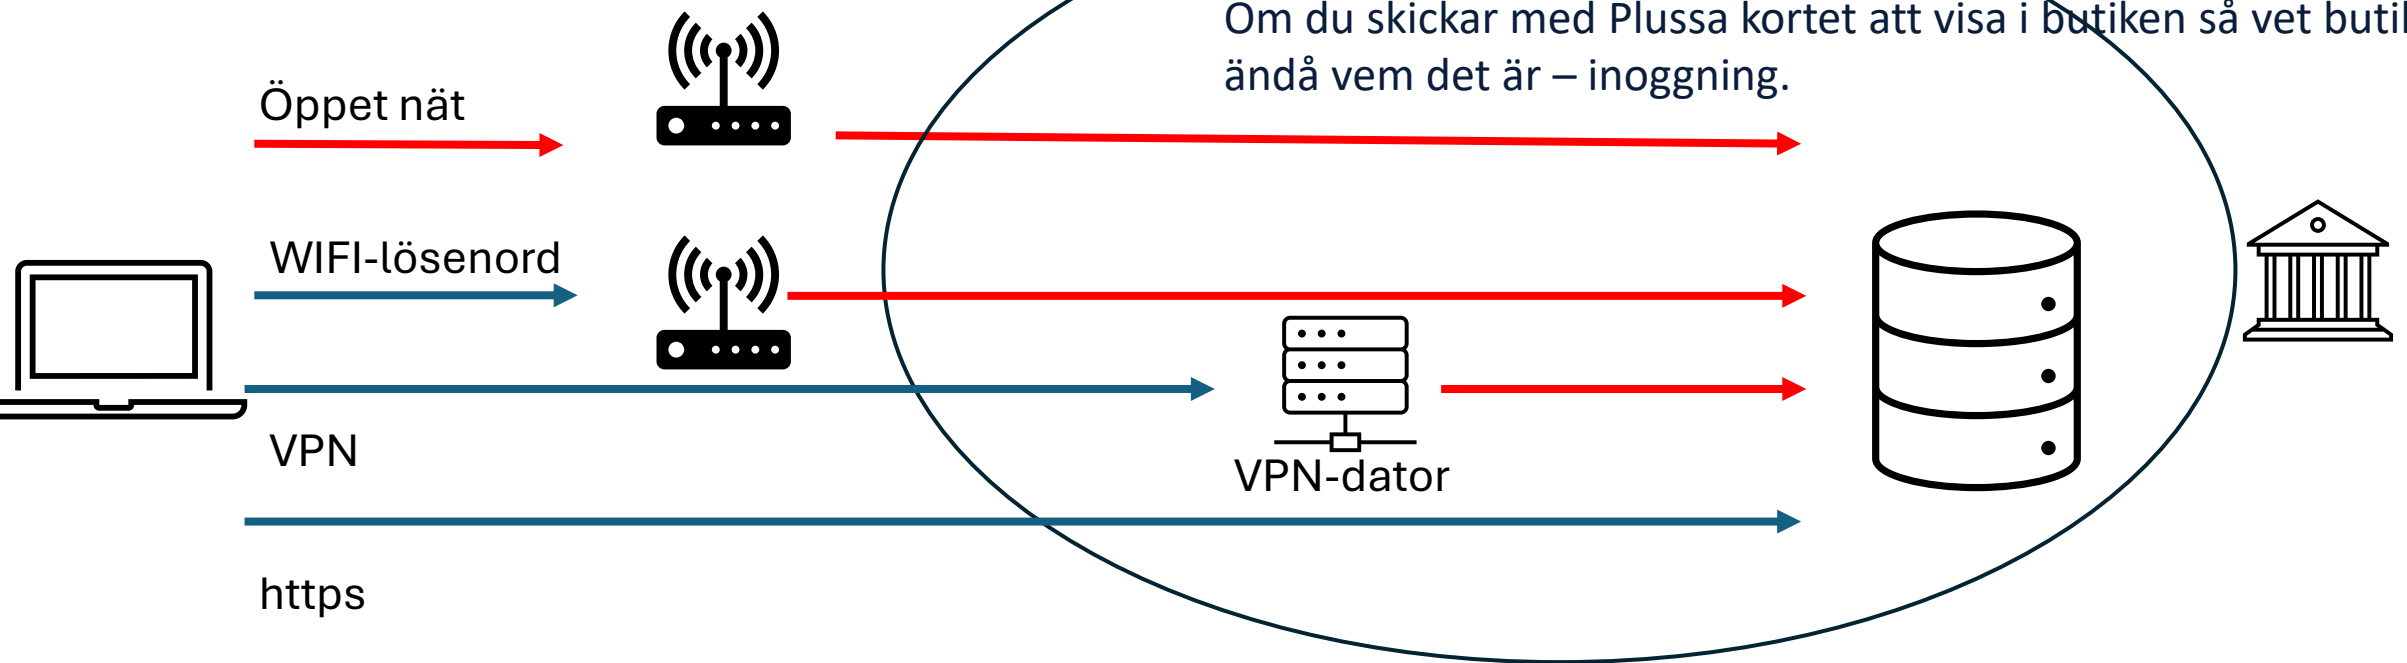 Om du skickar med Plussa kortet att visa i butiken så vet
ändå vem det är – inoggning.
Öppet nät
WIFI-lösenord
VPN
VPN-dator
https